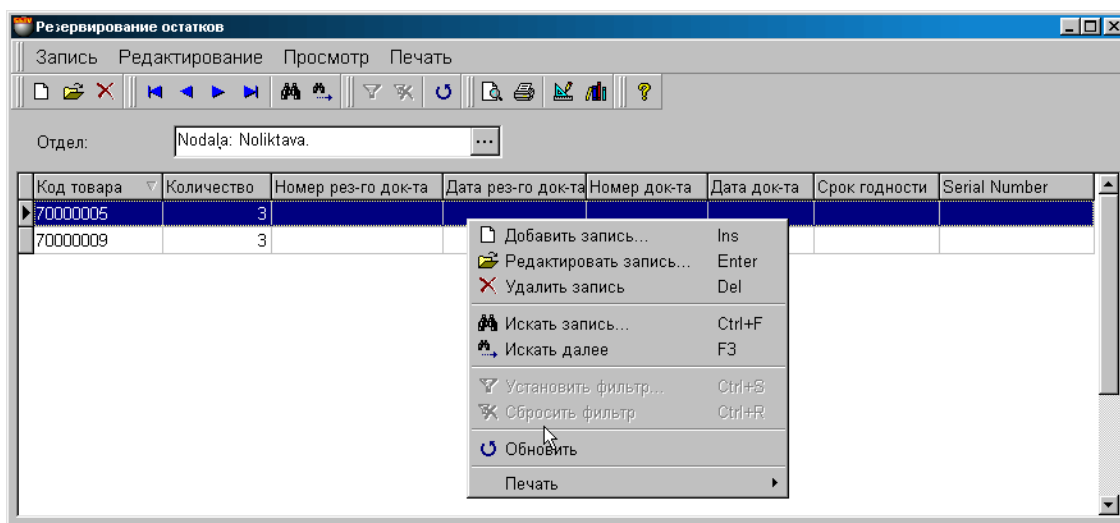 Резервирование остатков
Запись Редактирование Просмотр Печать
Отдел: Nodaļa: Noliktava. ...
Код товара Количество Номер рез-го док-та Дата рез-го док-та Номер док-та Дата док-та Срок годности Serial Number
70000005 3
70000009 3
Добавить запись... Ins
Редактировать запись... Enter
Удалить запись Del
Искать запись... Ctrl+F
Искать далее F3
Установить фильтр... Ctrl+S
Сбросить фильтр Ctrl+R
Обновить
Печать